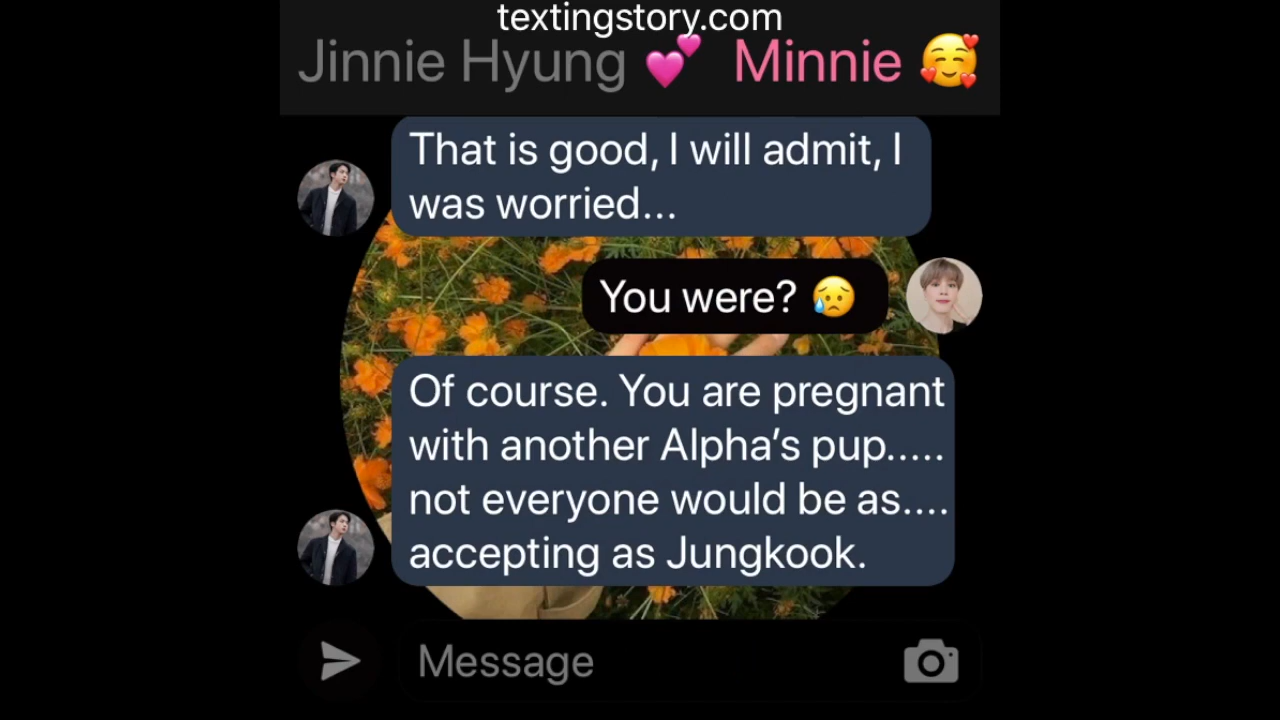 textingstory.com
Jinnie Hyung 💕 Minnie 🥰
That is good, I will admit, I
was worried...
You were? 😥
Of course. You are pregnant
with another Alpha’s pup.....
not everyone would be as....
accepting as Jungkook.
Message